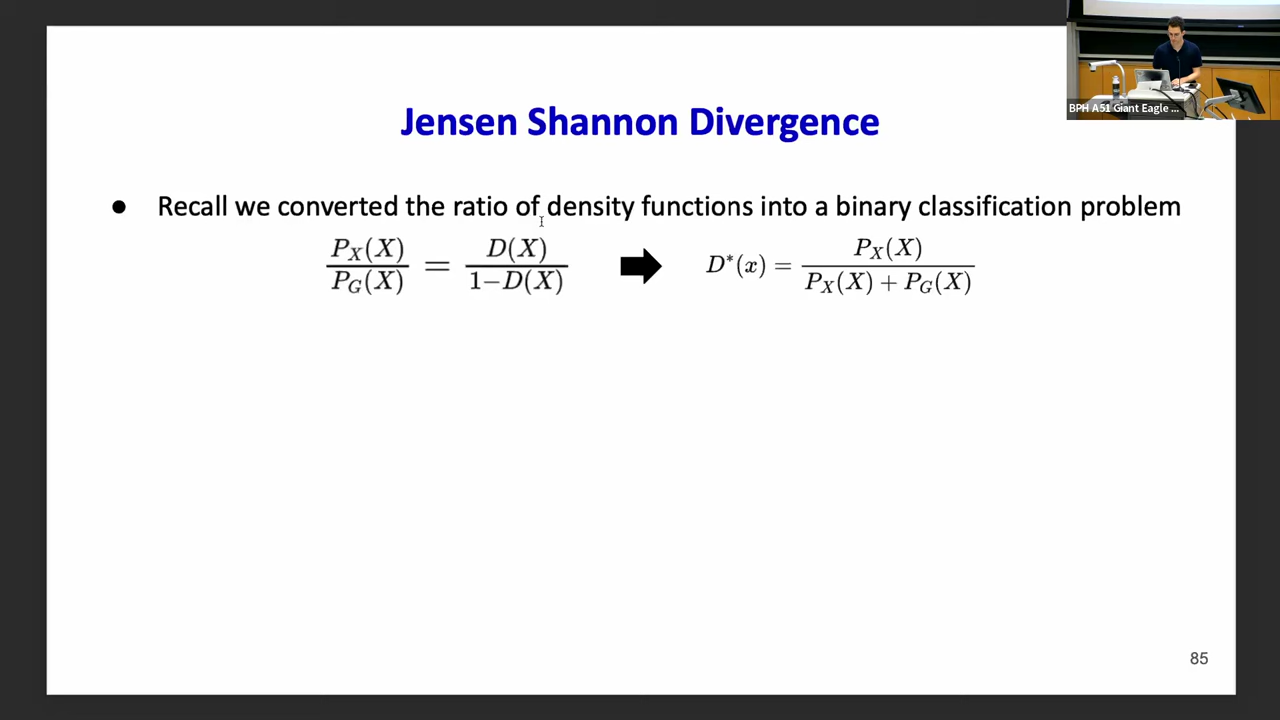 Jensen Shannon Divergence
● Recall we converted the ratio of density functions into a binary classification problem
P_X(X) / P_G(X) = D(X) / 1−D(X) ➡ D*(x) = P_X(X) / P_X(X) + P_G(X)
85
BPH A51 Giant Eagle ...